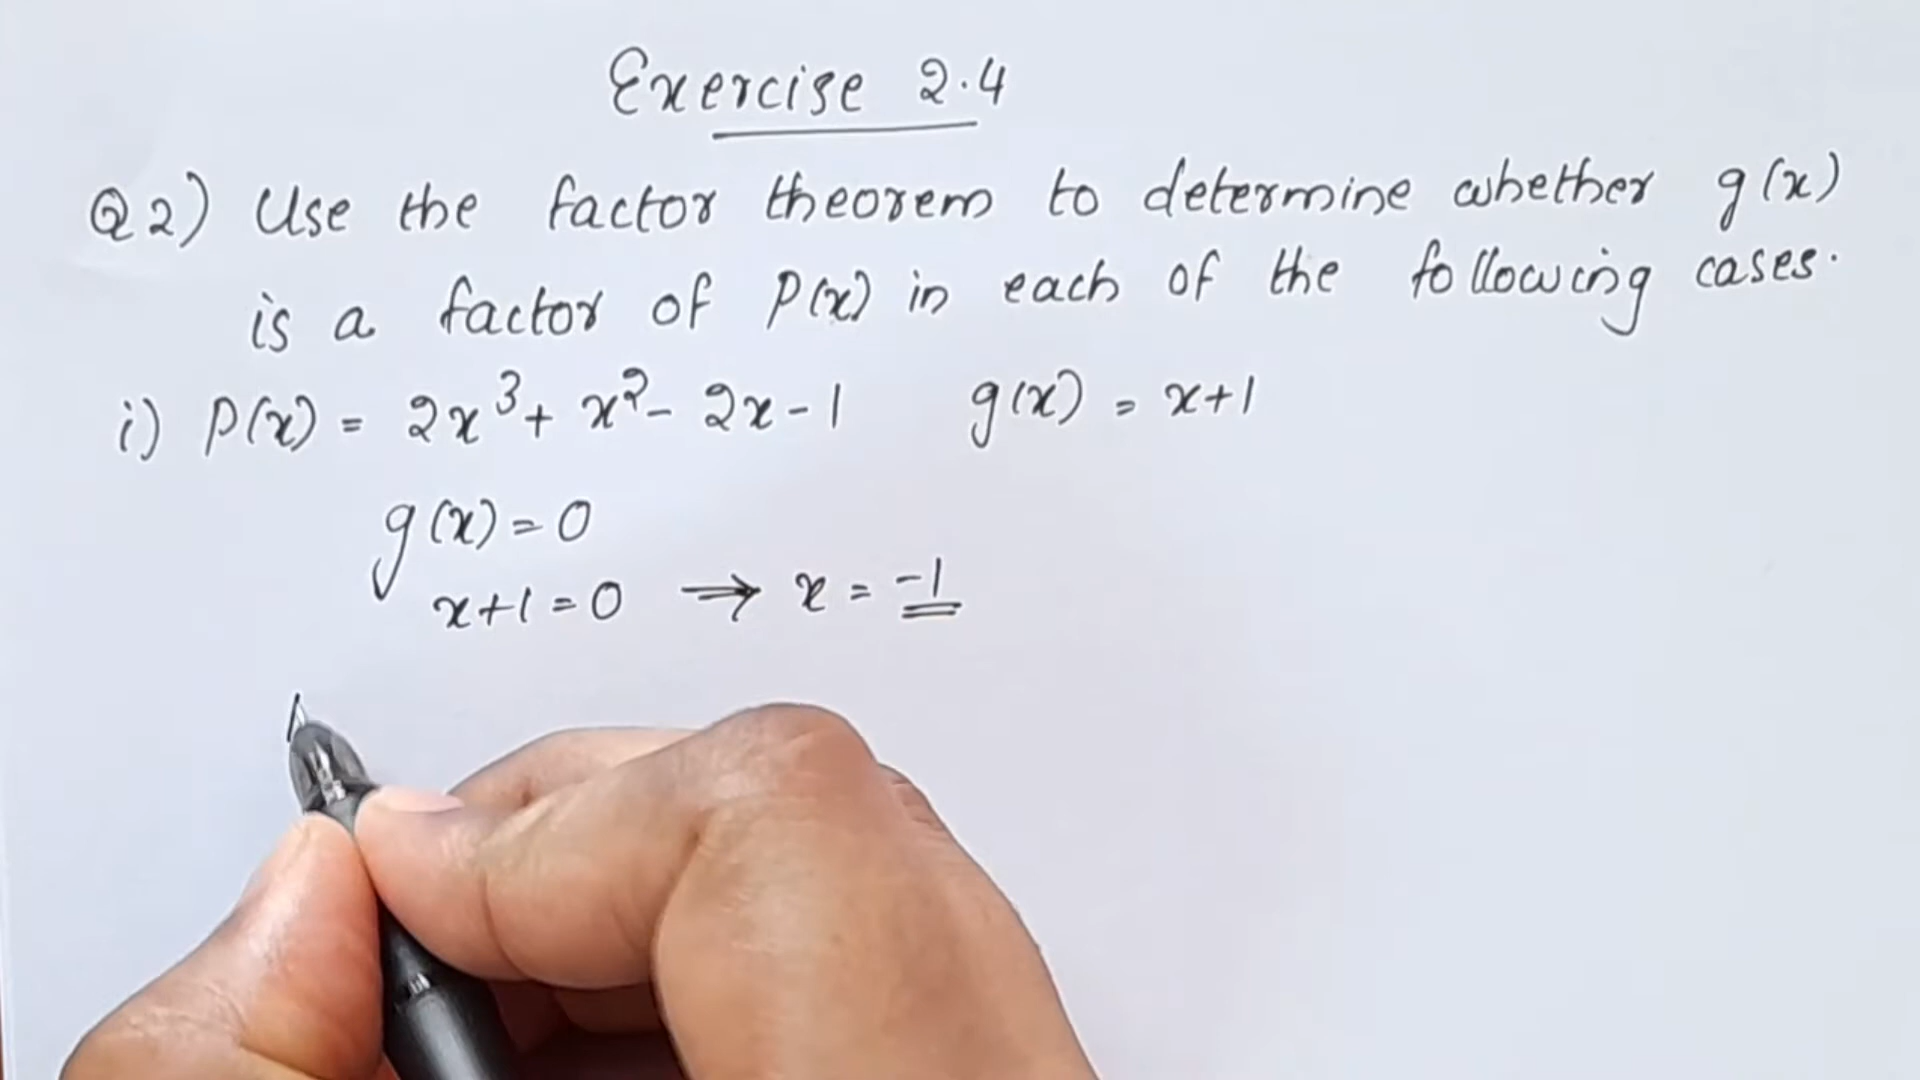 Exercise 2.4
Q2) Use the factor theorem to determine whether g(x)
is a factor of P(x) in each of the following cases.
i) P(x) = 2x³ + x² - 2x - 1 g(x) = x+1
g(x) = 0
x+1 = 0 → x = -1